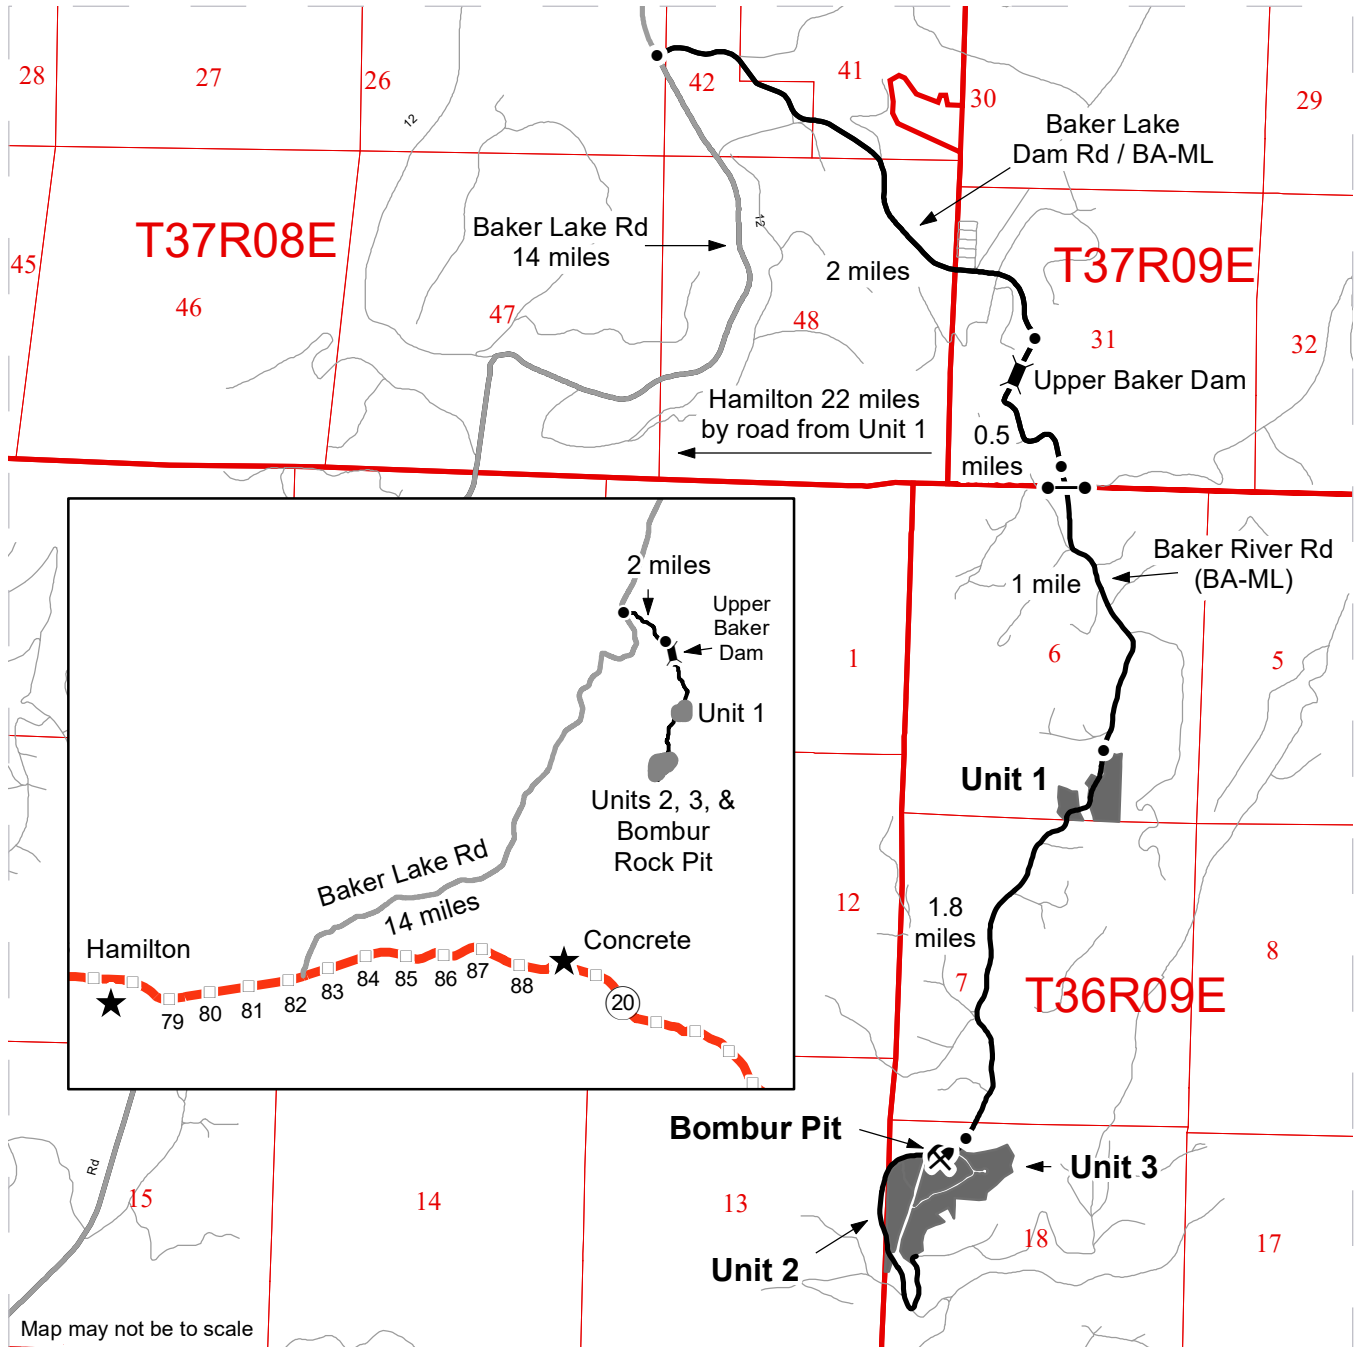 28
27
26
42
41
30
29
12
Baker Lake
Dam Rd / BA-ML
T37R08E
Baker Lake Rd
14 miles
12
2 miles
T37R09E
45
46
47
48
31
32
Upper Baker Dam
Hamilton 22 miles
by road from Unit 1
0.5
miles
Baker River Rd
(BA-ML)
1 mile
1
6
5
2 miles
Upper
Baker
Dam
Unit 1
Units 2, 3, &
Bombur
Rock Pit
Baker Lake Rd
14 miles
Hamilton
Concrete
79
80
81
82
83
84
85
86
87
88
20
Unit 1
12
1.8
miles
7
8
T36R09E
Bombur Pit
Unit 3
Unit 2
Rd
15
14
13
18
17
Map may not be to scale